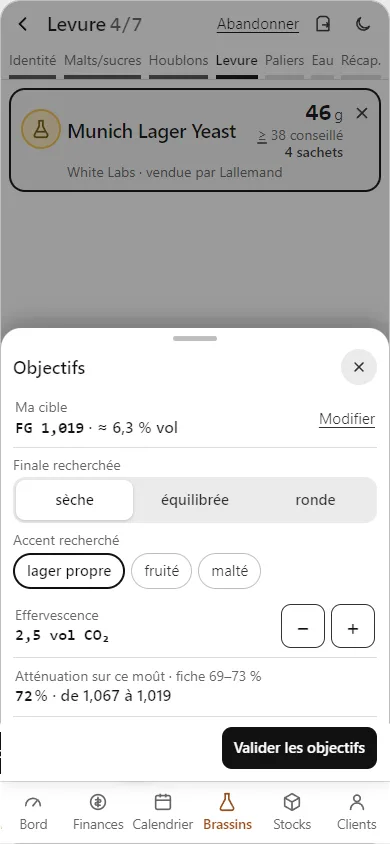 Levure 4/7
Abandonner
Identité Malts/sucres Houblons Levure Paliers Eau Récap.
Munich Lager Yeast
46 g
≥ 38 conseillé
4 sachets
White Labs · vendue par Lallemand
Objectifs
Ma cible
FG 1,019 · ≈ 6,3 % vol
Modifier
Finale recherchée
sèche équilibrée ronde
Accent recherché
lager propre fruité malté
Effervescence
2,5 vol CO₂
− +
Atténuation sur ce moût · fiche 69–73 %
72 % · de 1,067 à 1,019
Valider les objectifs
Bord Finances Calendrier Brassins Stocks Clients